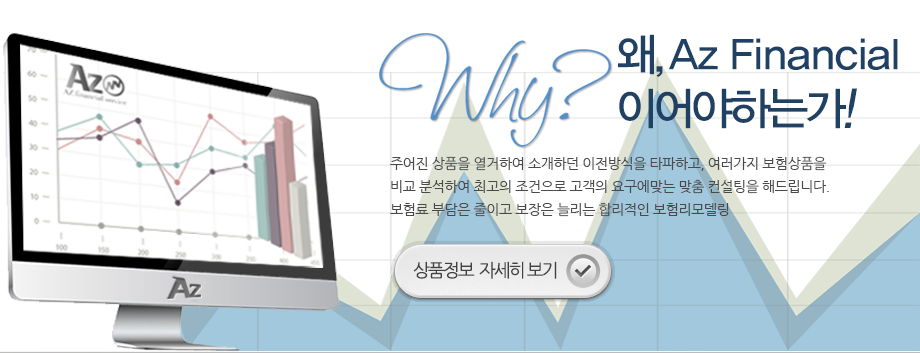 Why?
왜, Az Financial
이어야하는가!
주어진 상품을 열거하여 소개하던 이전방식을 타파하고, 여러가지 보험상품을
비교 분석하여 최고의 조건으로 고객의 요구에맞는 맞춤 컨설팅을 해드립니다.
보험료 부담은 줄이고 보장은 늘리는 합리적인 보험리모델링
상품정보 자세히 보기
Az
70
60
50
40
30
20
10
0
100
150
200
250
300
Az